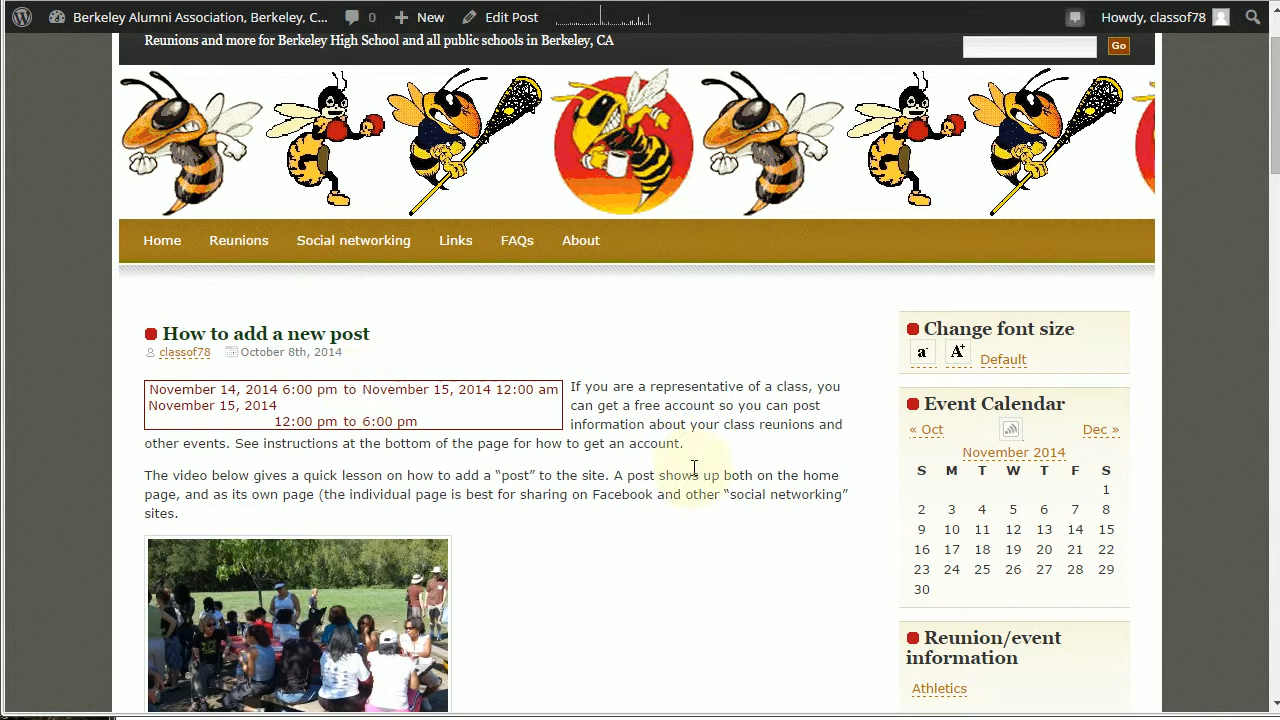 Berkeley Alumni Association, Berkeley, C... 0 New Edit Post Howdy, classof78
Reunions and more for Berkeley High School and all public schools in Berkeley, CA
Go
Home Reunions Social networking Links FAQs About
How to add a new post
classof78 October 8th, 2014
November 14, 2014 6:00 pm to November 15, 2014 12:00 am
November 15, 2014
12:00 pm to 6:00 pm
If you are a representative of a class, you
can get a free account so you can post
information about your class reunions and
other events. See instrucions at the bottom of the page for how to get an account.
The video below gives a quick lesson on how to add a “post” to the site. A post shows up both on the home
page, and as its own page (the individual page is best for sharing on Facebook and other “social networking”
sites.
Change font size
a- A+ Default
Event Calendar
« Oct Dec »
November 2014
S M T W T F S
1
2 3 4 5 6 7 8
9 10 11 12 13 14 15
16 17 18 19 20 21 22
23 24 25 26 27 28 29
30
Reunion/event
information
Athletics